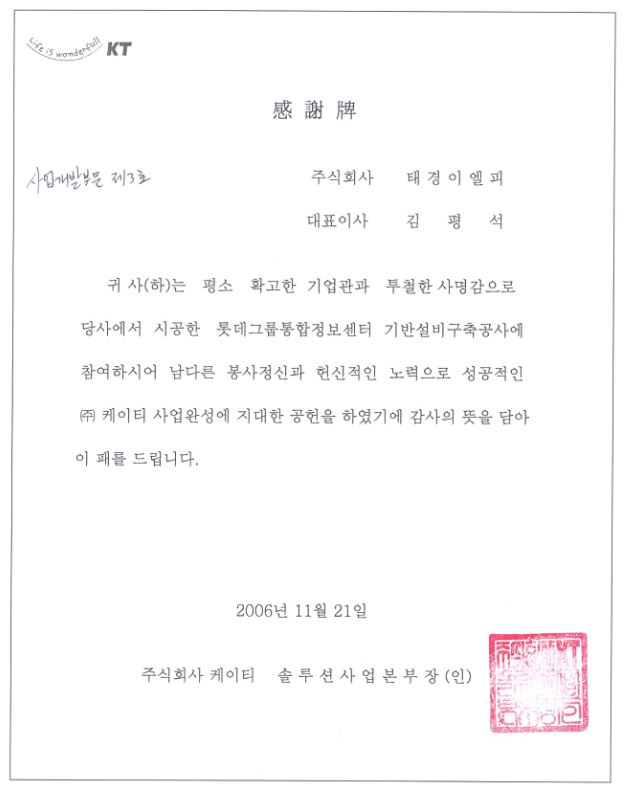 Life is wonderful! KT
感 謝 牌
사업개발부문 제3호
주식회사 태 경 이 엘 피
대표이사 김 평 석
귀 사(하)는 평소 확고한 기업관과 투철한 사명감으로
당사에서 시공한 롯데그룹통합정보센터 기반설비구축공사에
참여하시어 남다른 봉사정신과 헌신적인 노력으로 성공적인
㈜ 케이티 사업완성에 지대한 공헌을 하였기에 감사의 뜻을 담아
이 패를 드립니다.
2006년 11월 21일
주식회사 케이티 솔 루 션 사 업 본 부 장 (인)